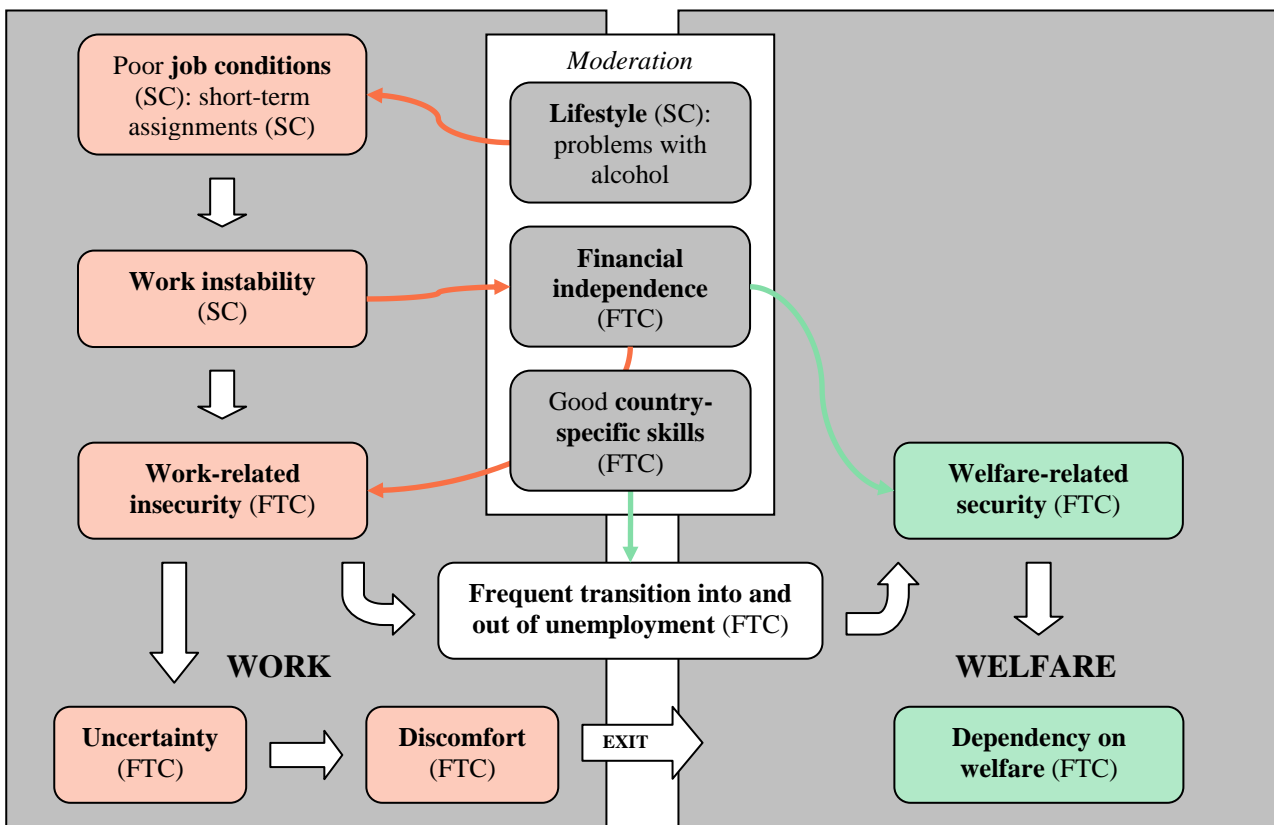 Poor job conditions
(SC): short-term
assignments (SC)
Moderation
Lifestyle (SC):
problems with
alcohol
Work instability
(SC)
Financial
independence
(FTC)
Good country-
specific skills
(FTC)
Work-related
insecurity (FTC)
Welfare-related
security (FTC)
Frequent transition into and
out of unemployment (FTC)
WORK
WELFARE
Uncertainty
(FTC)
Discomfort
(FTC)
EXIT
Dependency on
welfare (FTC)